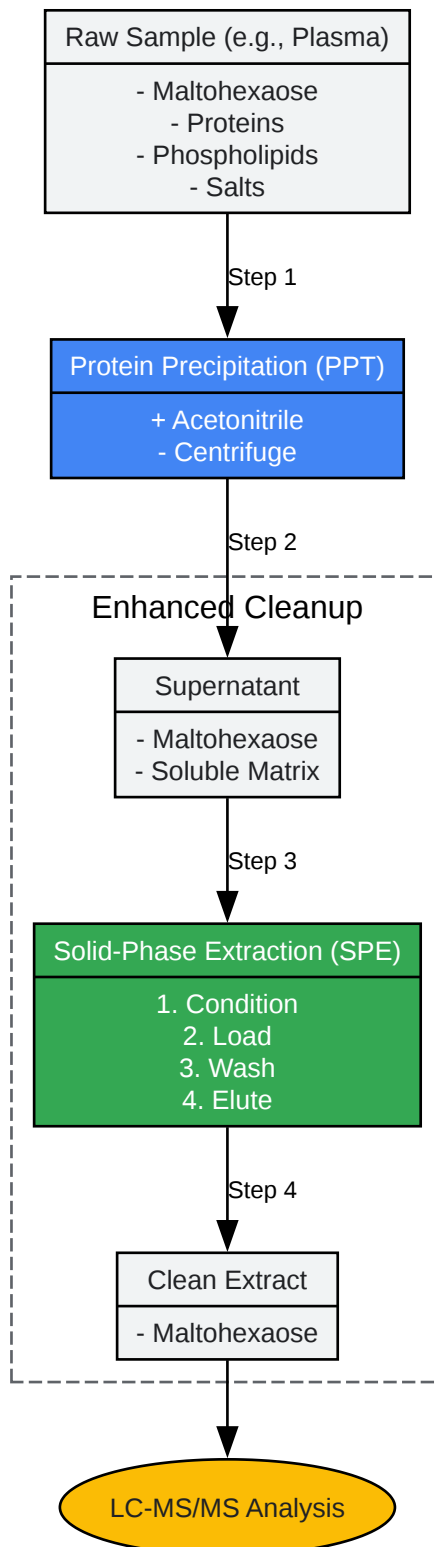 Raw Sample (e.g., Plasma)
- Maltohexaose
- Proteins
- Phospholipids
- Salts
Step 1
Protein Precipitation (PPT)
+ Acetonitrile
- Centrifuge
Step 2
Enhanced Cleanup
Supernatant
- Maltohexaose
- Soluble Matrix
Step 3
Solid-Phase Extraction (SPE)
1. Condition
2. Load
3. Wash
4. Elute
Step 4
Clean Extract
- Maltohexaose
LC-MS/MS Analysis